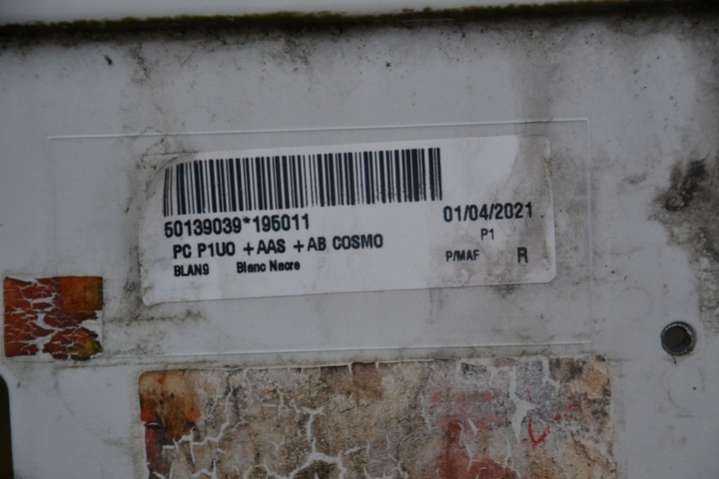 50139039*195011
01/04/2021
PC P1U0 +AAS +AB COSMO
P1
BLAN9 Blanc Nacre
P/MAF R